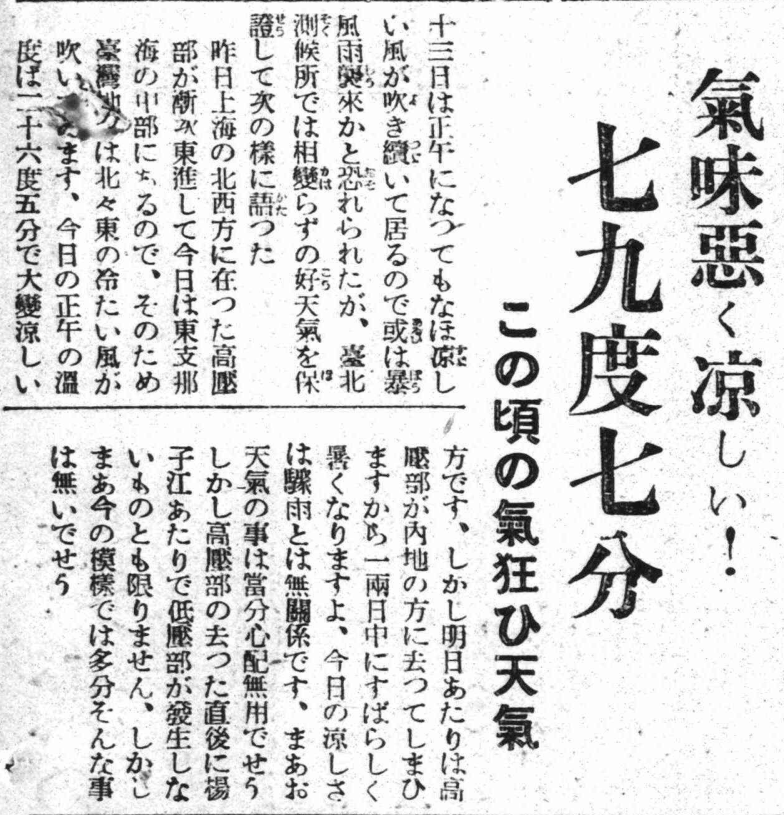 氣味惡く凉しい!
七九度七分
この頃の氣狂ひ天氣
十三日は正午になつてもなほ凉し
い風が吹き續いて居るので或は暴
風雨襲來かと恐れられたが、臺北
測候所では相變らずの好天氣を保
證して次の樣に語つた
昨日上海の北西方に在つた高壓
部が漸次東進して今日は東支那
海の中部にあるので、そのため
臺灣地方は北々東の冷たい風が
吹いてゐます、今日の正午の溫
度は二十六度五分で大變凉しい
方です、しかし明日あたりは高
壓部が內地の方に去つてしまひ
ますから一兩日中にすばらしく
暑くなりますよ、今日の凉しさ
は驟雨とは無關係です、まあお
天氣の事は當分心配無用でせう
しかし高壓部の去つた直後に揚
子江あたりで低壓部が發生しな
いものとも限りません、しかし
まあ今の模樣では多分そんな事
は無いでせう